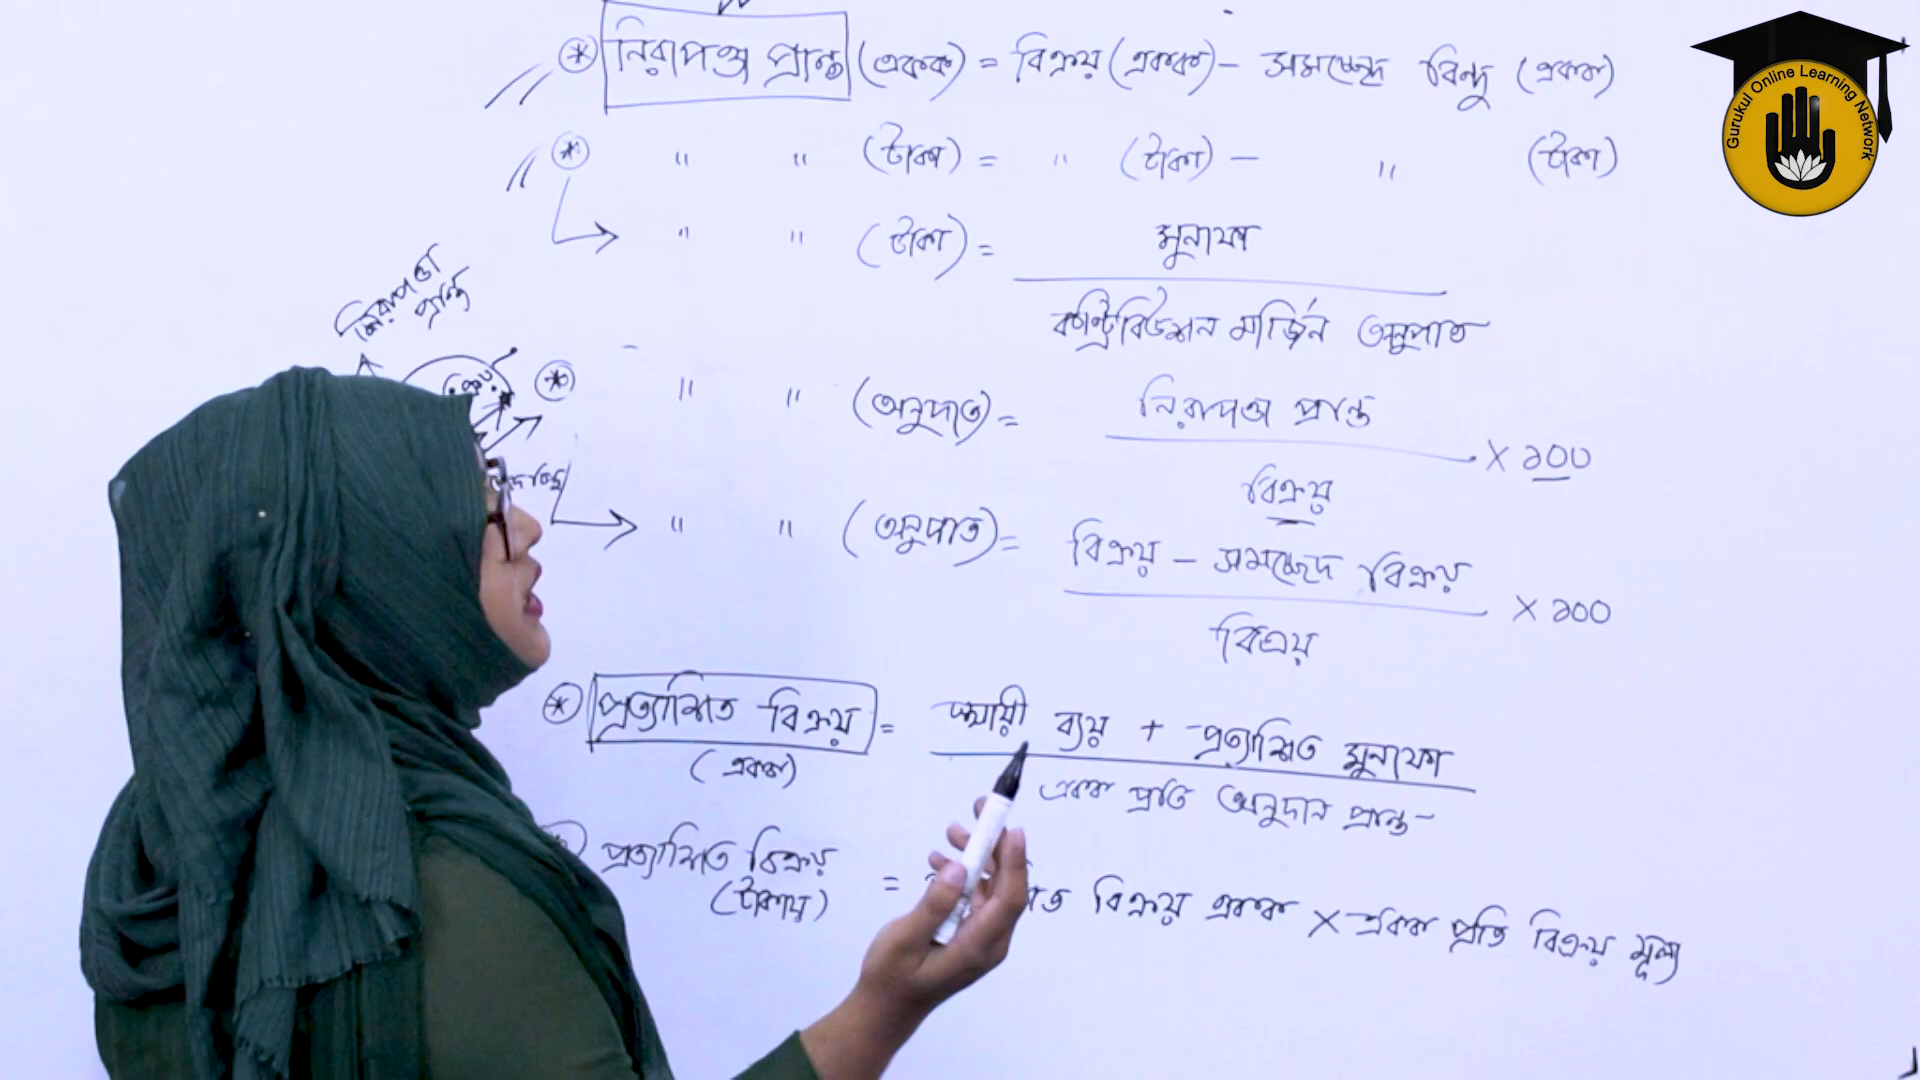 নিরাপত্তা প্রান্ত (একক) = বিক্রয় (একক) - সমচ্ছেদ বিন্দু (একক)
" " (টাকা) = " (টাকা) - " (টাকা)
" " (টাকা) = মুনাফা
কন্ট্রিবিউশন মার্জিন অনুপাত
নিরাপত্তা প্রান্ত
" " (অনুপাত) = নিরাপত্তা প্রান্ত
বিক্রয় × ১০০
" " (অনুপাত) = বিক্রয় - সমচ্ছেদ বিক্রয়
বিক্রয় × ১০০
প্রত্যাশিত বিক্রয় (একক) = স্থায়ী ব্যয় + প্রত্যাশিত মুনাফা
একক প্রতি অনুদান প্রান্ত
প্রত্যাশিত বিক্রয় (টাকায়) = বিক্রয় একক × একক প্রতি বিক্রয় মূল্য
Gurukul Online Learning Network